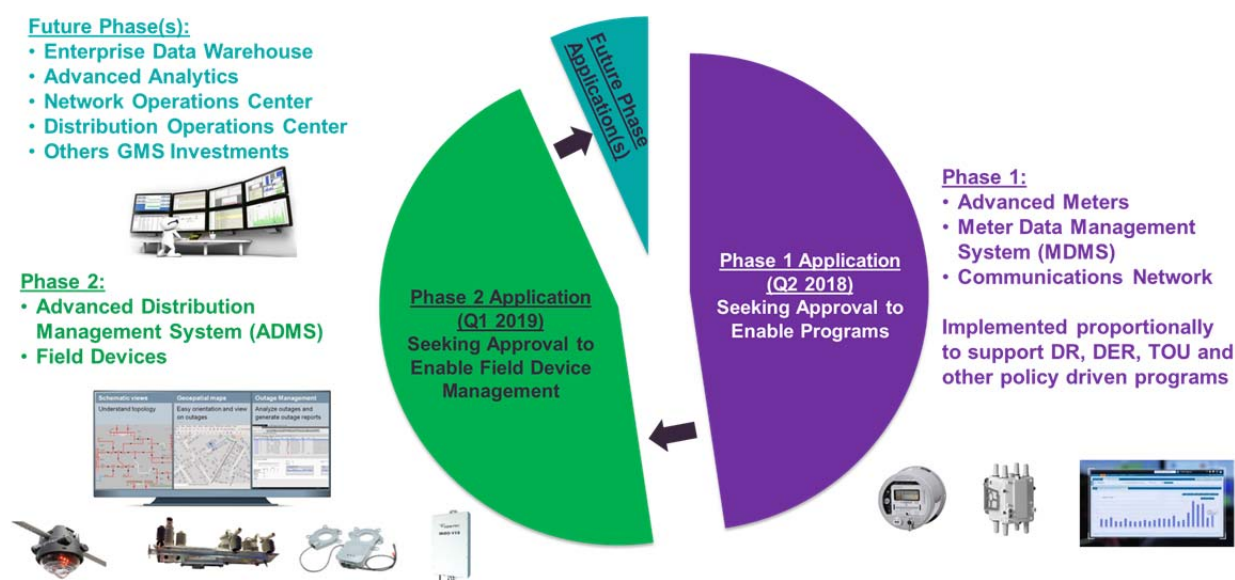 Future Phase(s):
• Enterprise Data Warehouse
• Advanced Analytics
• Network Operations Center
• Distribution Operations Center
• Others GMS Investments
Future Phase
Application(s)
Phase 1:
• Advanced Meters
• Meter Data Management
System (MDMS)
• Communications Network
Implemented proportionally
to support DR, DER, TOU and
other policy driven programs
Phase 1 Application
(Q2 2018)
Seeking Approval to
Enable Programs
Phase 2 Application
(Q1 2019)
Seeking Approval to
Enable Field Device
Management
Phase 2:
• Advanced Distribution
Management System (ADMS)
• Field Devices
Schematic views
Understand topology
Geospatial maps
Easy orientation and view
on outages
Outage Management
Analyze outages and
generate outage reports